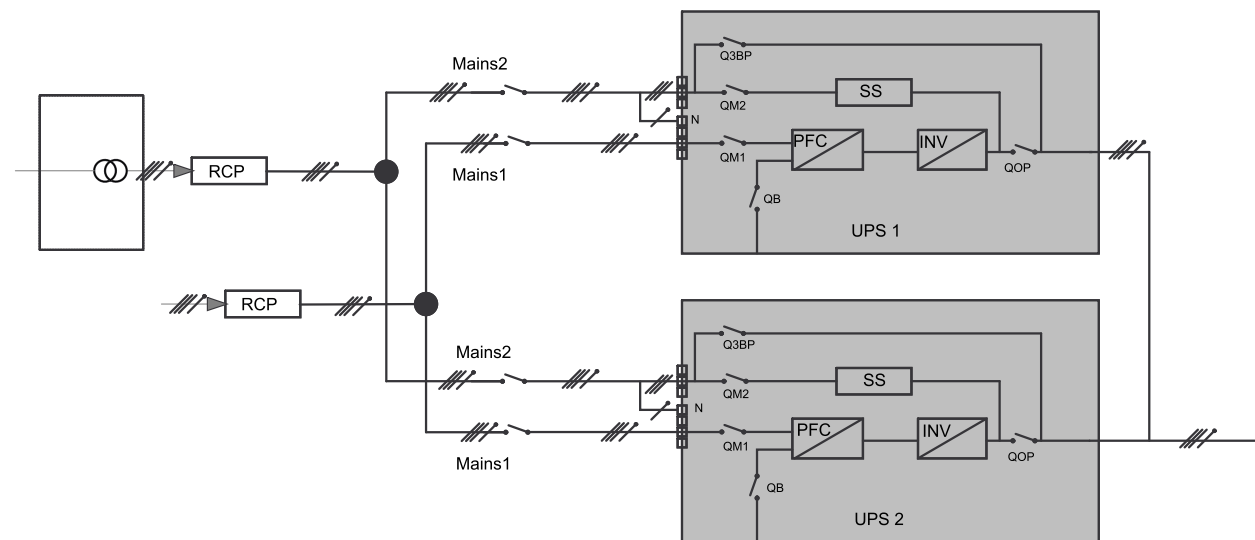 Mains2
Q3BP
QM2
SS
N
RCP
Mains1
QM1
PFC
INV
QOP
QB
UPS 1
RCP
Mains2
Q3BP
QM2
SS
N
Mains1
QM1
PFC
INV
QOP
QB
UPS 2